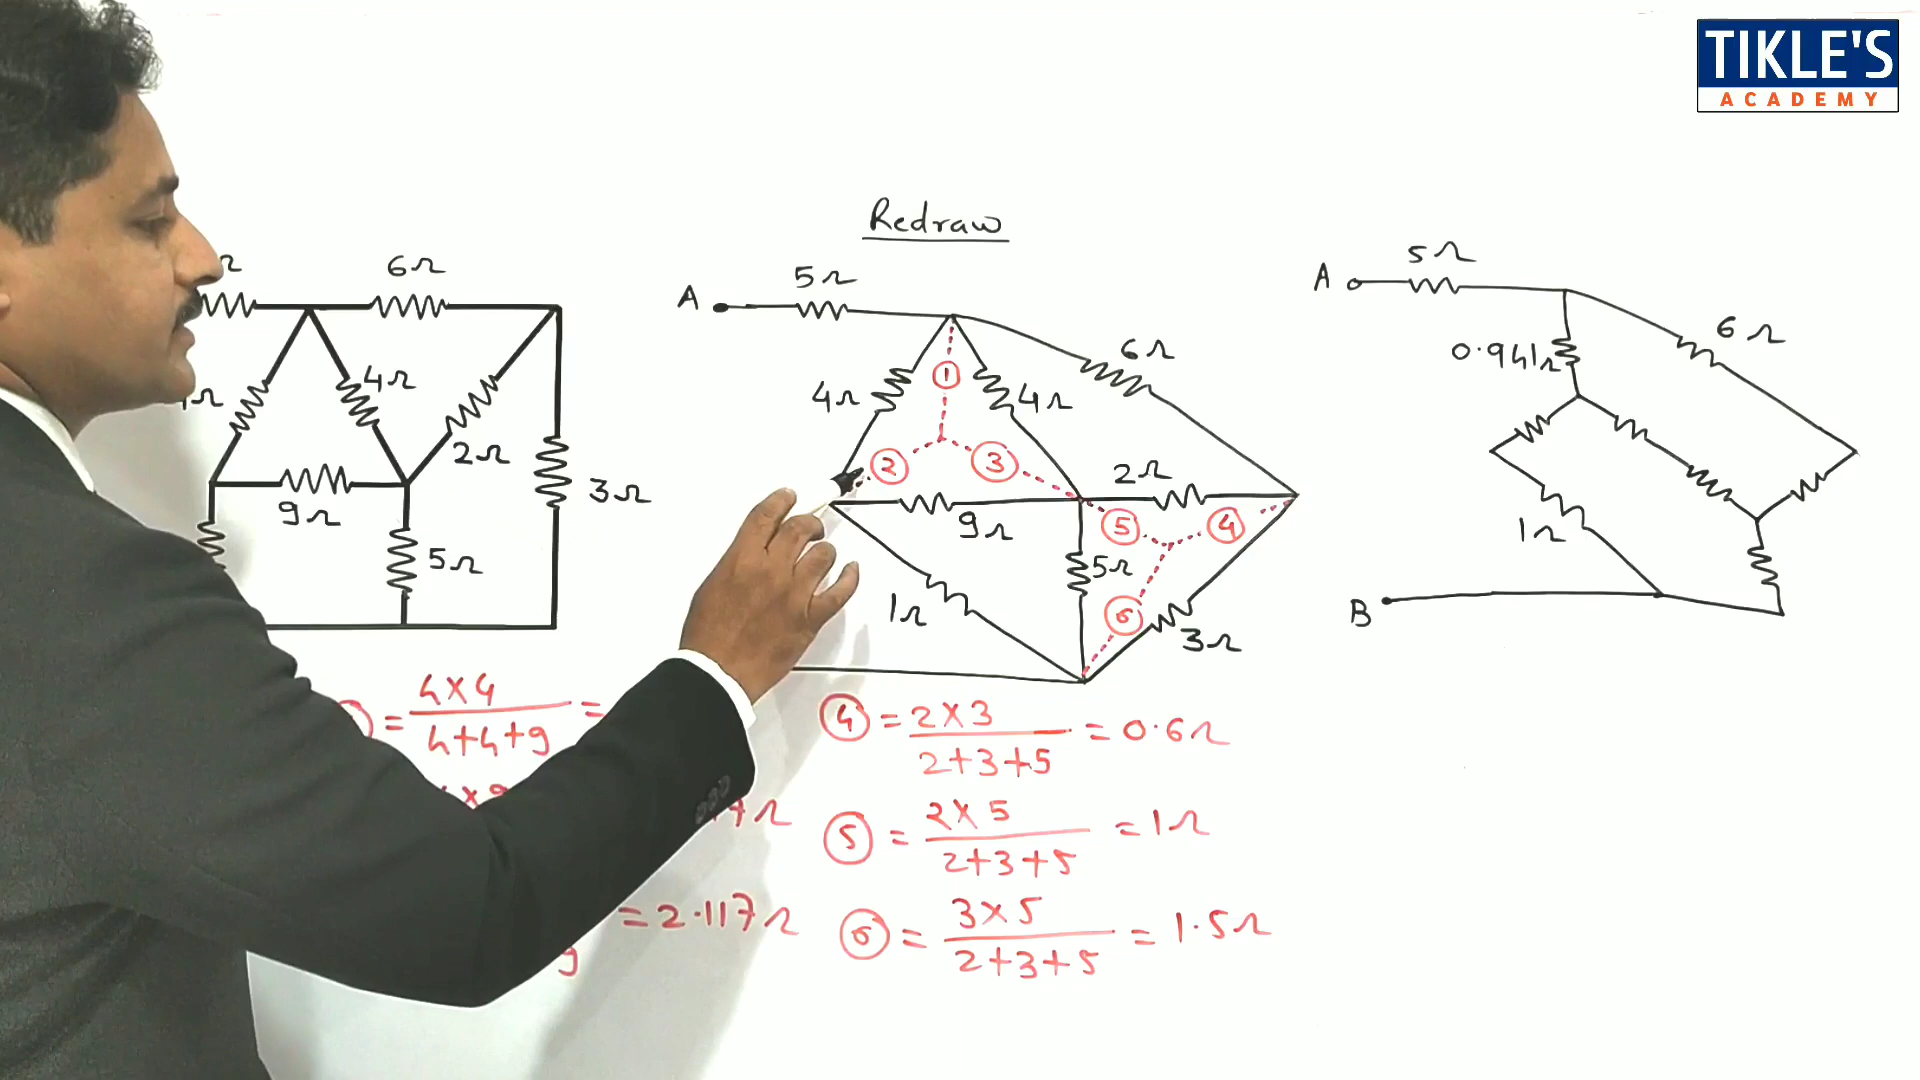 TIKLE'S
ACADEMY
Redraw
6Ω
4Ω
2Ω
9Ω
5Ω
3Ω
A
5Ω
6Ω
4Ω
1
4Ω
2
3
2Ω
9Ω
5
4
5Ω
1Ω
6
3Ω
A
5Ω
6Ω
0.941Ω
1Ω
B
= 4×4 / 4+4+9 =
= 2.117Ω
④ = 2×3 / 2+3+5 = 0.6Ω
⑤ = 2×5 / 2+3+5 = 1Ω
⑥ = 3×5 / 2+3+5 = 1.5Ω